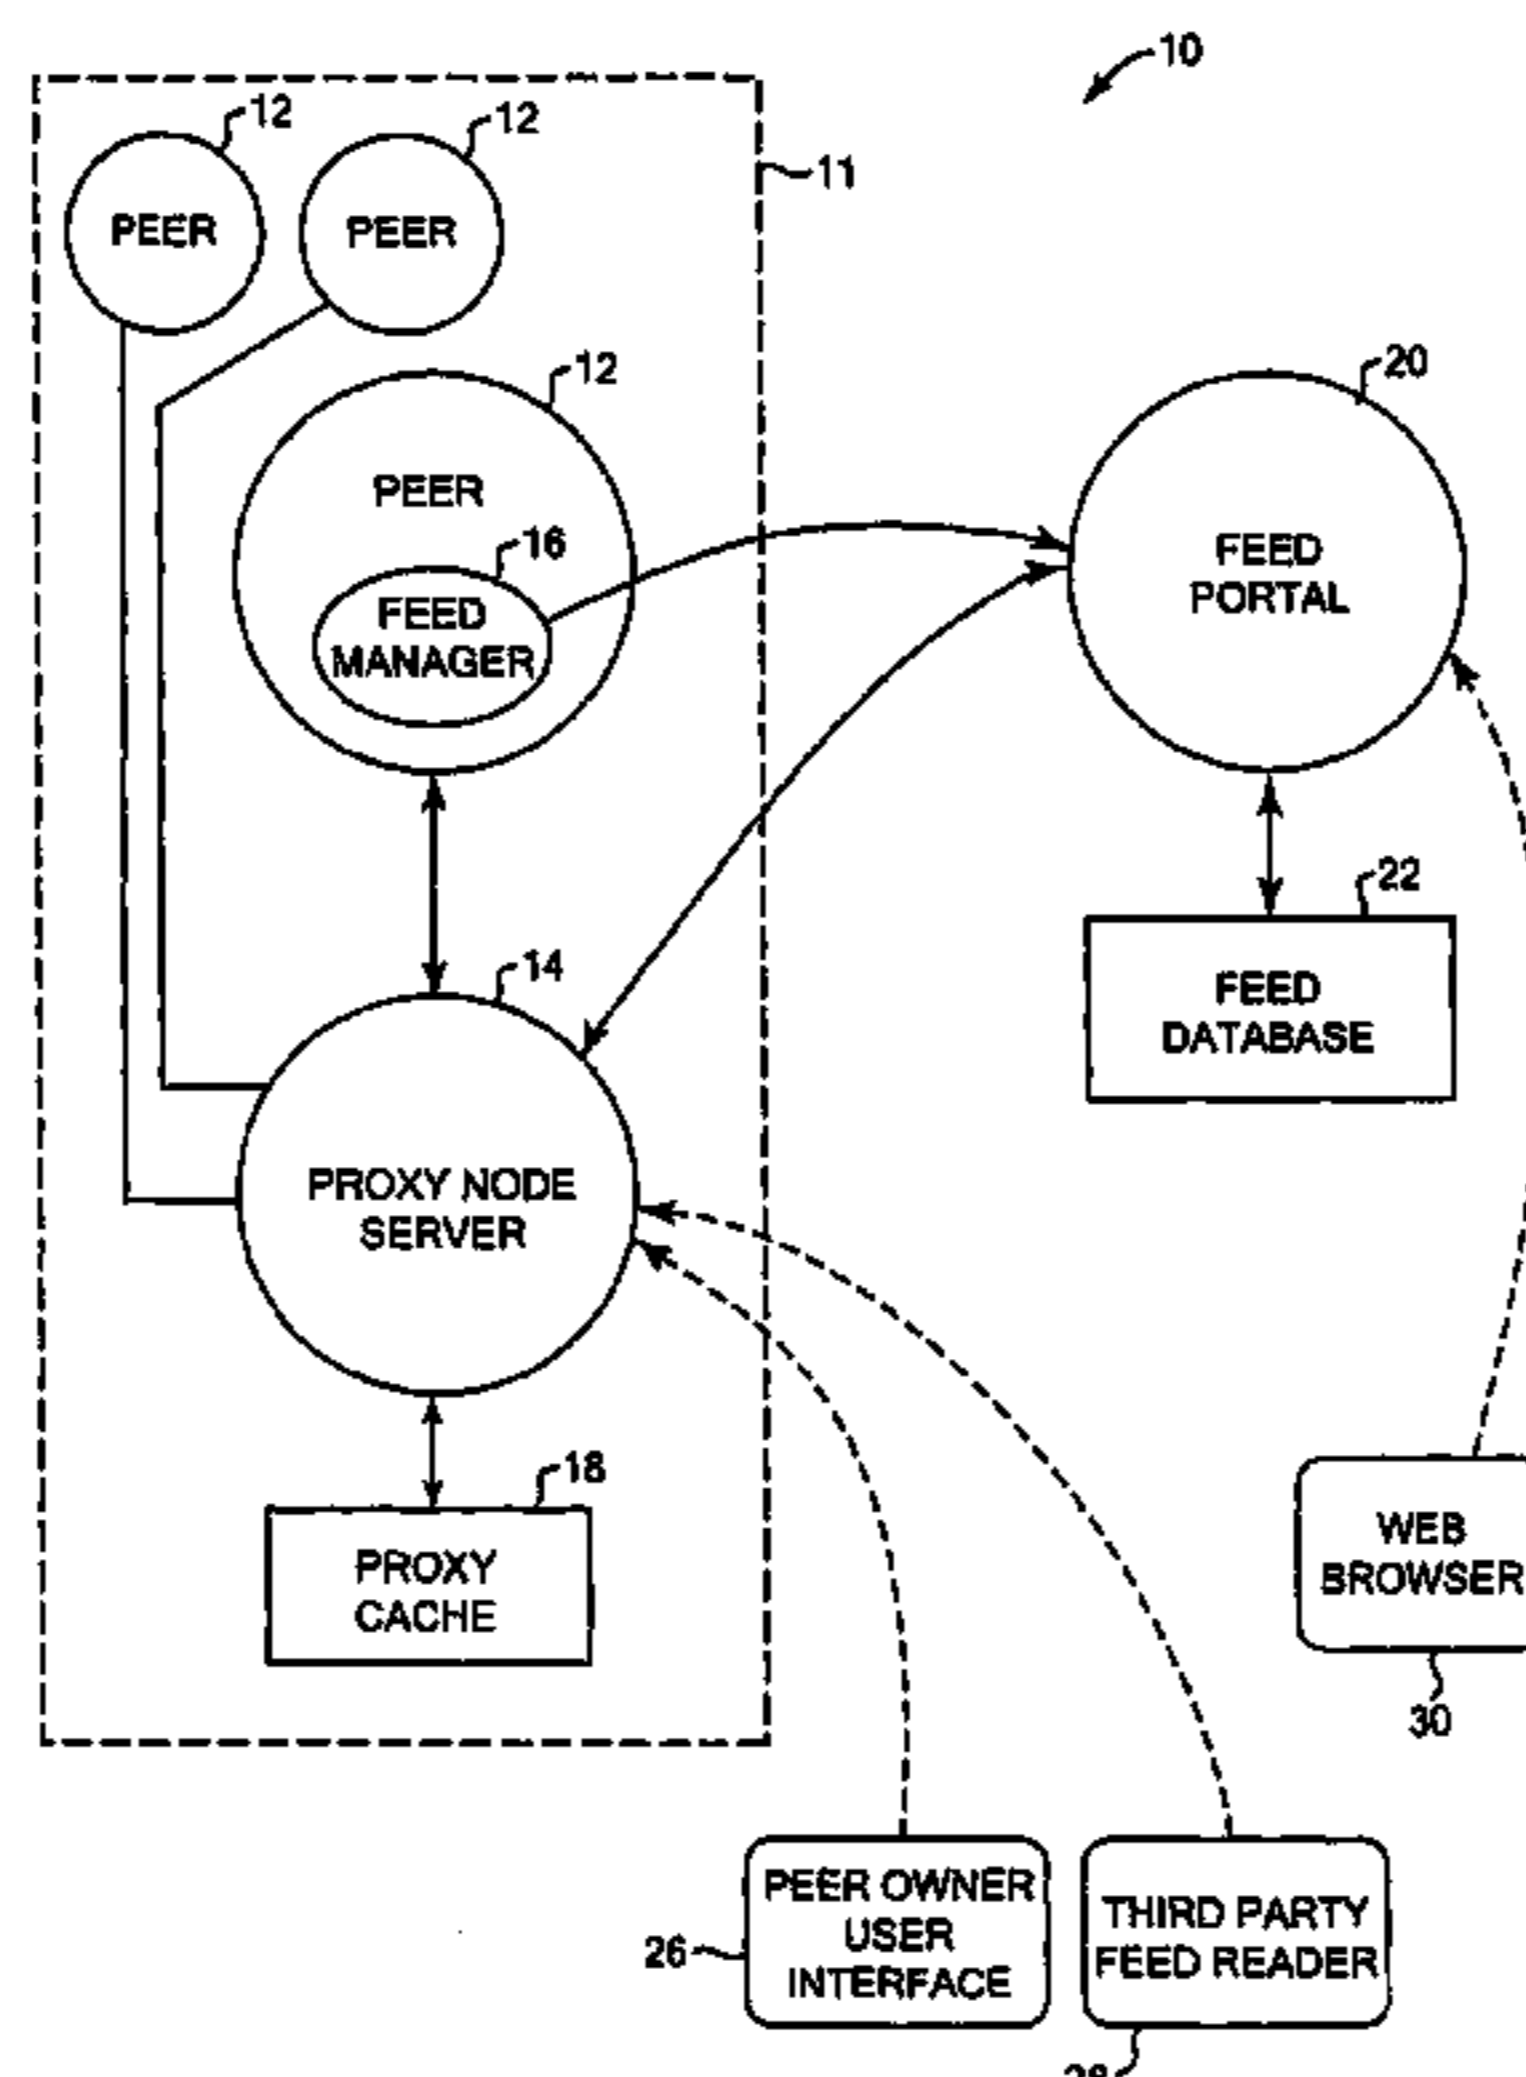 10
12
12
11
PEER
PEER
12
20
PEER
16
FEED
MANAGER
FEED
PORTAL
22
14
FEED
DATABASE
PROXY NODE
SERVER
18
PROXY
CACHE
WEB
BROWSER
30
PEER OWNER
USER
INTERFACE
26
THIRD PARTY
FEED READER